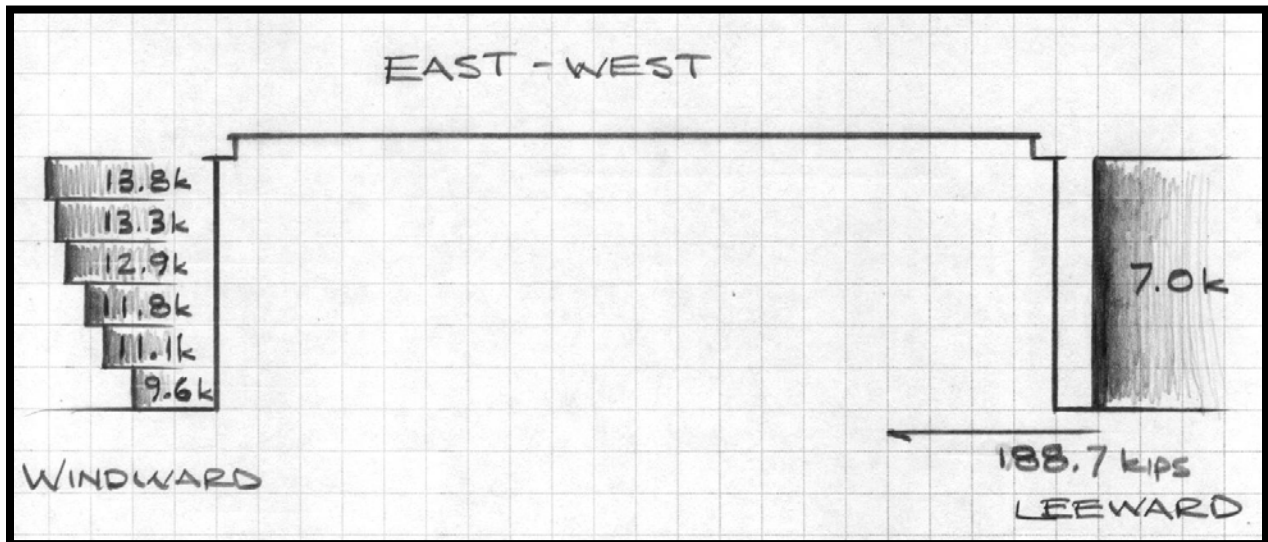 EAST - WEST
13.8k
13.3k
12.9k
11.8k
11.1k
9.6k
7.0k
188.7 kips
WINDWARD
LEEWARD